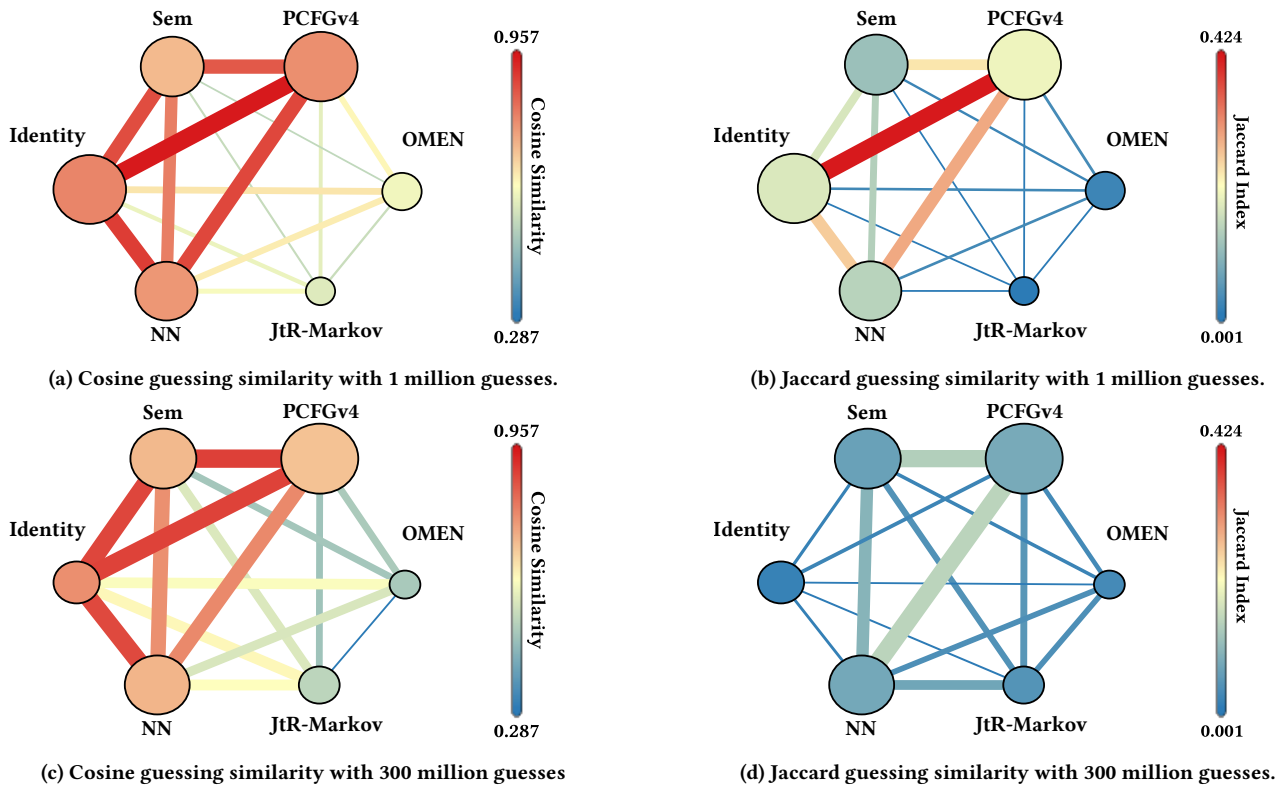 Sem
PCFGv4
0.957
Identity
OMEN
Cosine Similarity
NN
JtR-Markov
0.287
(a) Cosine guessing similarity with 1 million guesses.
Sem
PCFGv4
0.424
Identity
OMEN
Jaccard Index
NN
JtR-Markov
0.001
(b) Jaccard guessing similarity with 1 million guesses.
Sem
PCFGv4
0.957
Identity
OMEN
Cosine Similarity
NN
JtR-Markov
0.287
(c) Cosine guessing similarity with 300 million guesses
Sem
PCFGv4
0.424
Identity
OMEN
Jaccard Index
NN
JtR-Markov
0.001
(d) Jaccard guessing similarity with 300 million guesses.